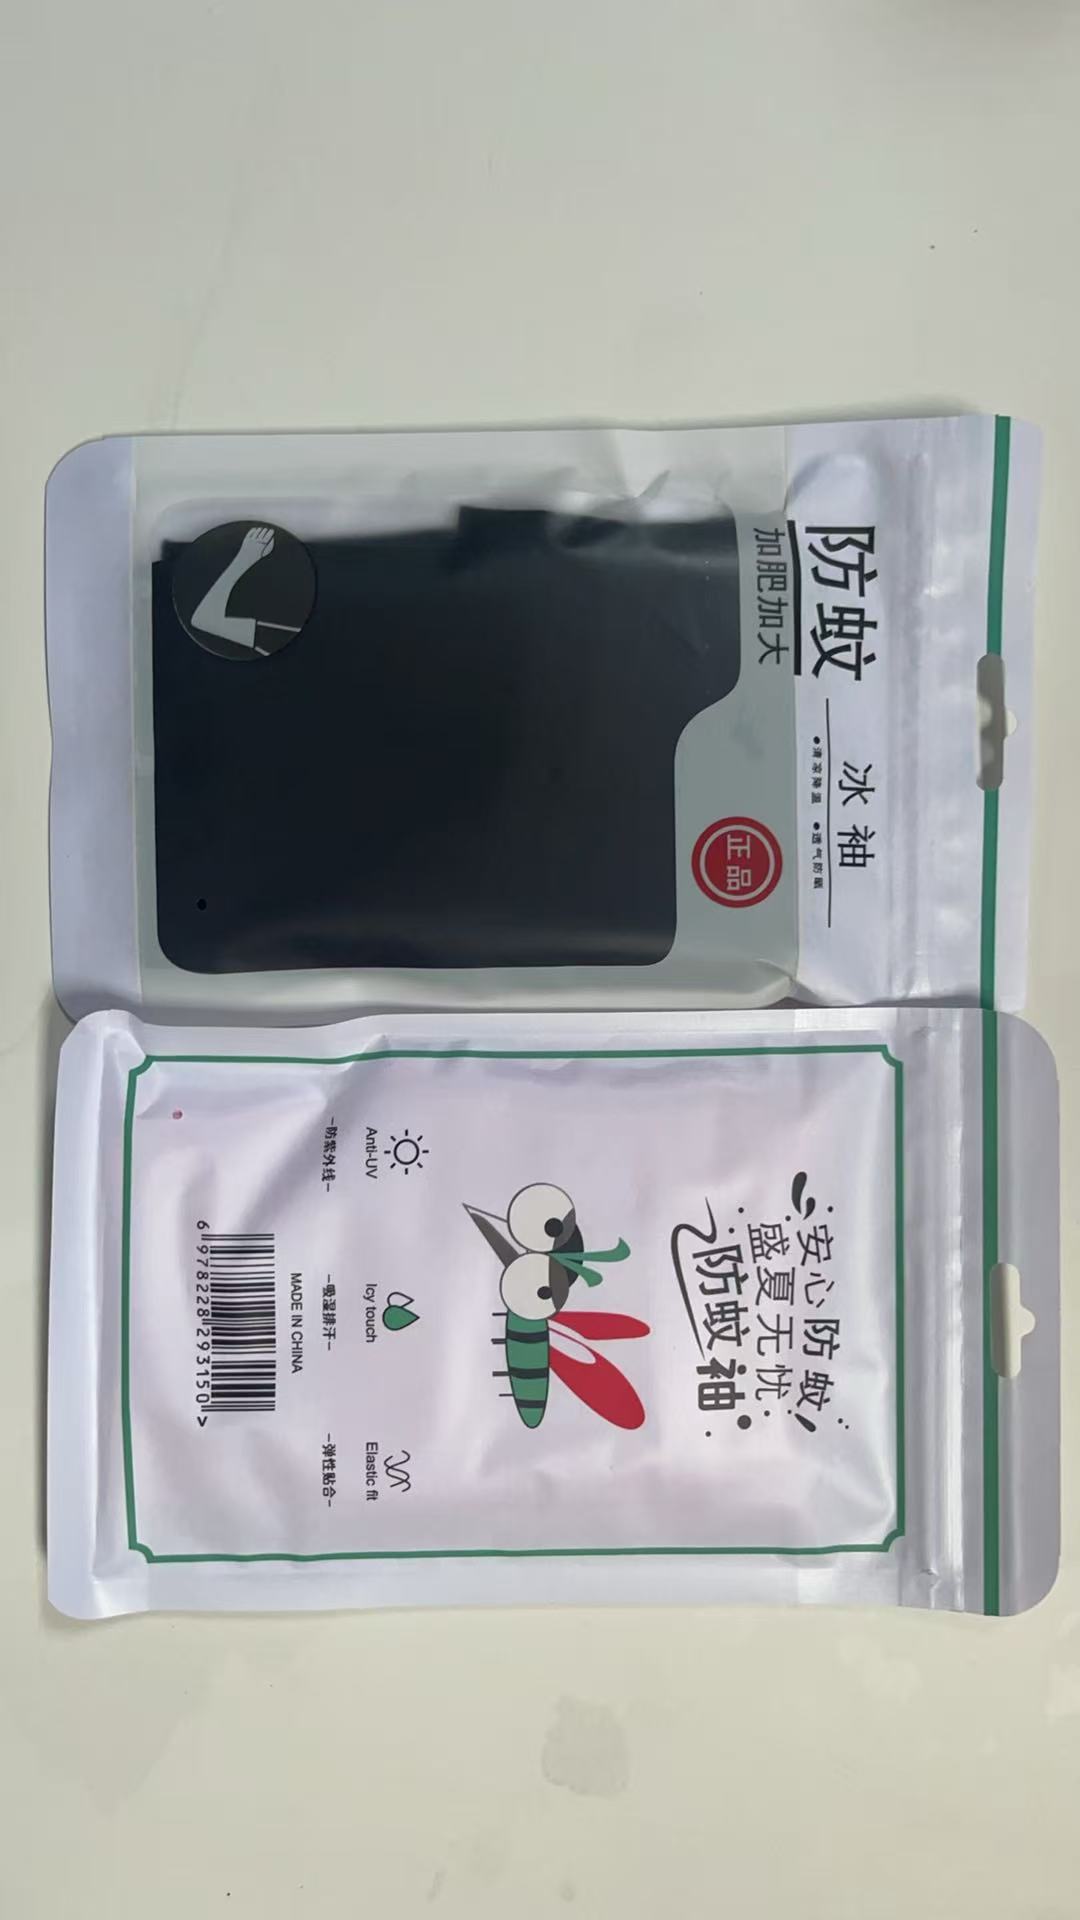 防蚊
加肥加大
冰袖
●清凉降温 ●透气防晒
正品
安心防蚊
盛夏无忧
防蚊袖
Anti-UV
-防紫外线-
Icy touch
-吸湿排汗-
Elastic fit
-弹性贴合-
MADE IN CHINA
6 978228 293150 >